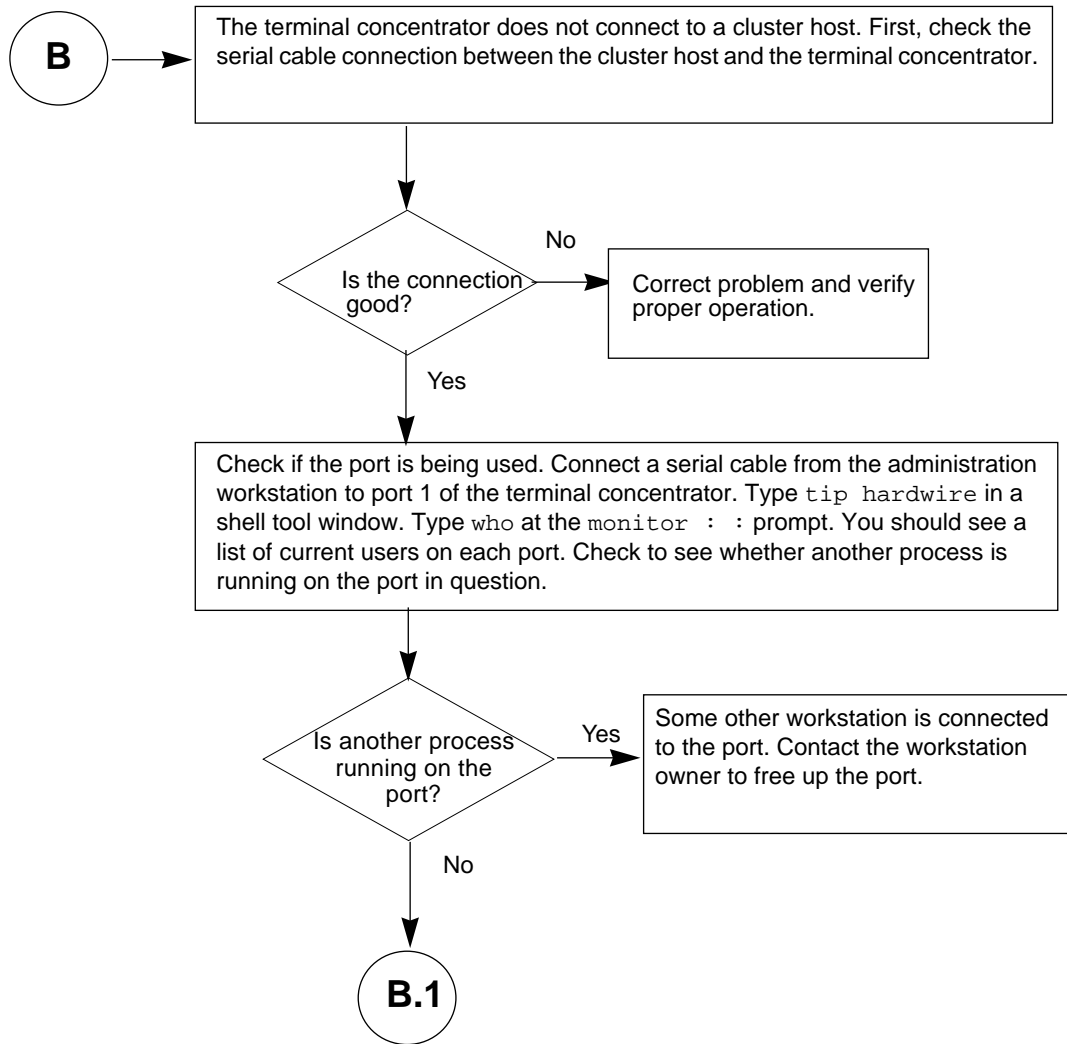 B
The terminal concentrator does not connect to a cluster host. First, check the
serial cable connection between the cluster host and the terminal concentrator.
Is the connection
good?
No
Correct problem and verify
proper operation.
Yes
Check if the port is being used. Connect a serial cable from the administration
workstation to port 1 of the terminal concentrator. Type tip hardwire in a
shell tool window. Type who at the monitor : : prompt. You should see a
list of current users on each port. Check to see whether another process is
running on the port in question.
Is another process
running on the
port?
Yes
Some other workstation is connected
to the port. Contact the workstation
owner to free up the port.
No
B.1